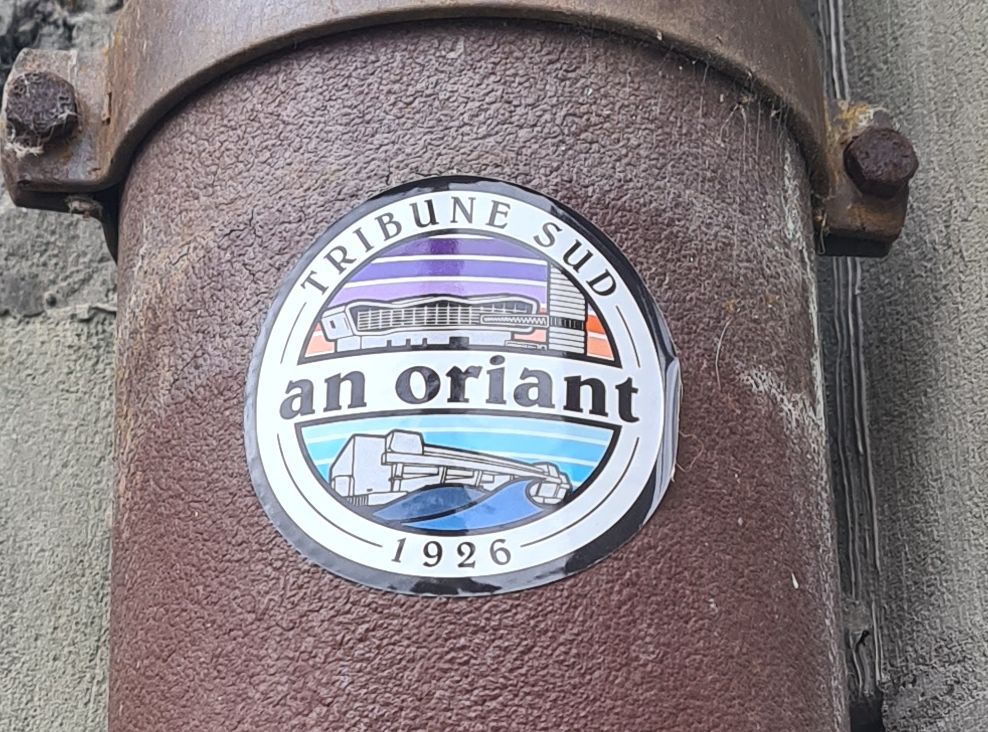 TRIBUNE SUD
an oriant
1926